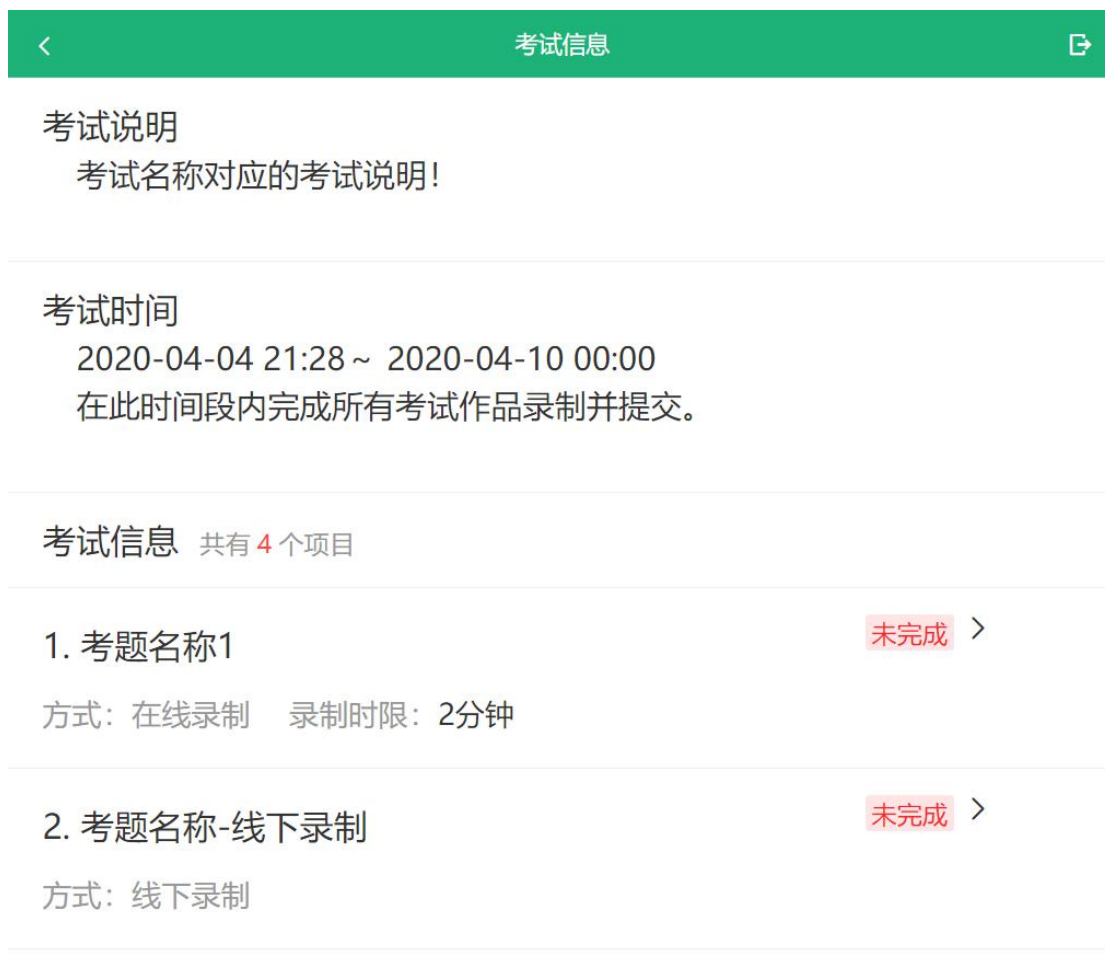 考试信息
考试说明
考试名称对应的考试说明！
考试时间
2020-04-04 21:28～ 2020-04-10 00:00
在此时间段内完成所有考试作品录制并提交。
考试信息 共有 4 个项目
1. 考题名称1 未完成
方式：在线录制 录制时限：2分钟
2. 考题名称-线下录制 未完成
方式：线下录制